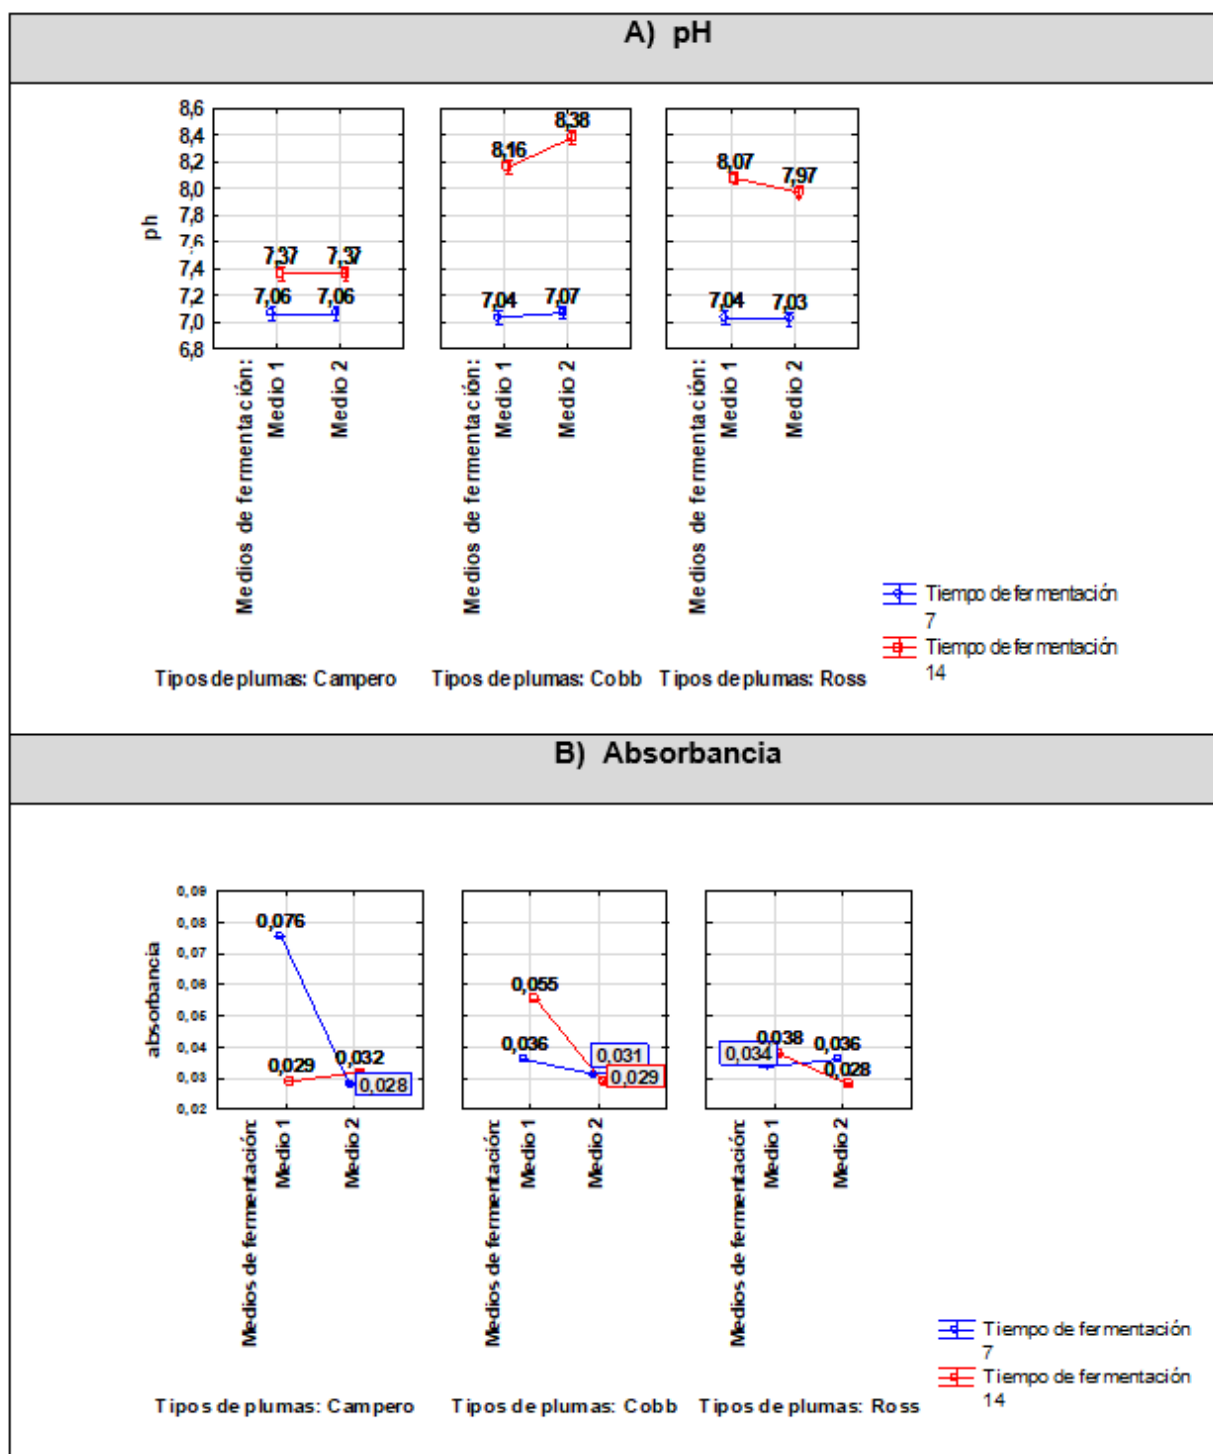 A) pH
8,6
8,4
8,2
8,0
7,8
7,6
7,4
7,2
7,0
6,8
ph
7,37
7,37
7,06
7,06
8,16
8,38
7,04
7,07
8,07
7,97
7,04
7,03
Medios de fermentación:
Medio 1
Medio 2
Medios de fermentación:
Medio 1
Medio 2
Medios de fermentación:
Medio 1
Medio 2
Tiempo de fermentación
7
Tiempo de fermentación
14
Tipos de plumas: Campero
Tipos de plumas: Cobb
Tipos de plumas: Ross
B) Absorbancia
0,09
0,08
0,07
0,06
0,05
0,04
0,03
0,02
absorbancia
0,076
0,029
0,032
0,028
0,055
0,036
0,031
0,029
0,034
0,038
0,036
0,028
Medios de fermentación:
Medio 1
Medio 2
Medios de fermentación:
Medio 1
Medio 2
Medios de fermentación:
Medio 1
Medio 2
Tiempo de fermentación
7
Tiempo de fermentación
14
Tipos de plumas: Campero
Tipos de plumas: Cobb
Tipos de plumas: Ross